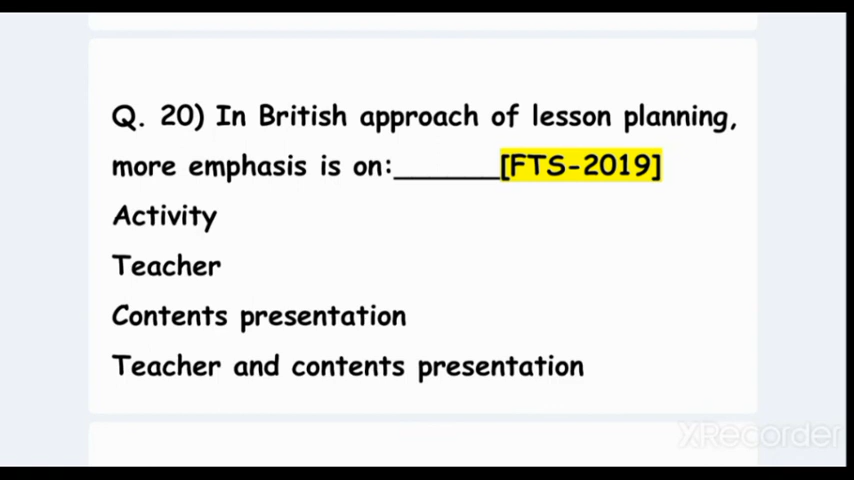 Q. 20) In British approach of lesson planning,
more emphasis is on:_______[FTS-2019]
Activity
Teacher
Contents presentation
Teacher and contents presentation
XRecorder